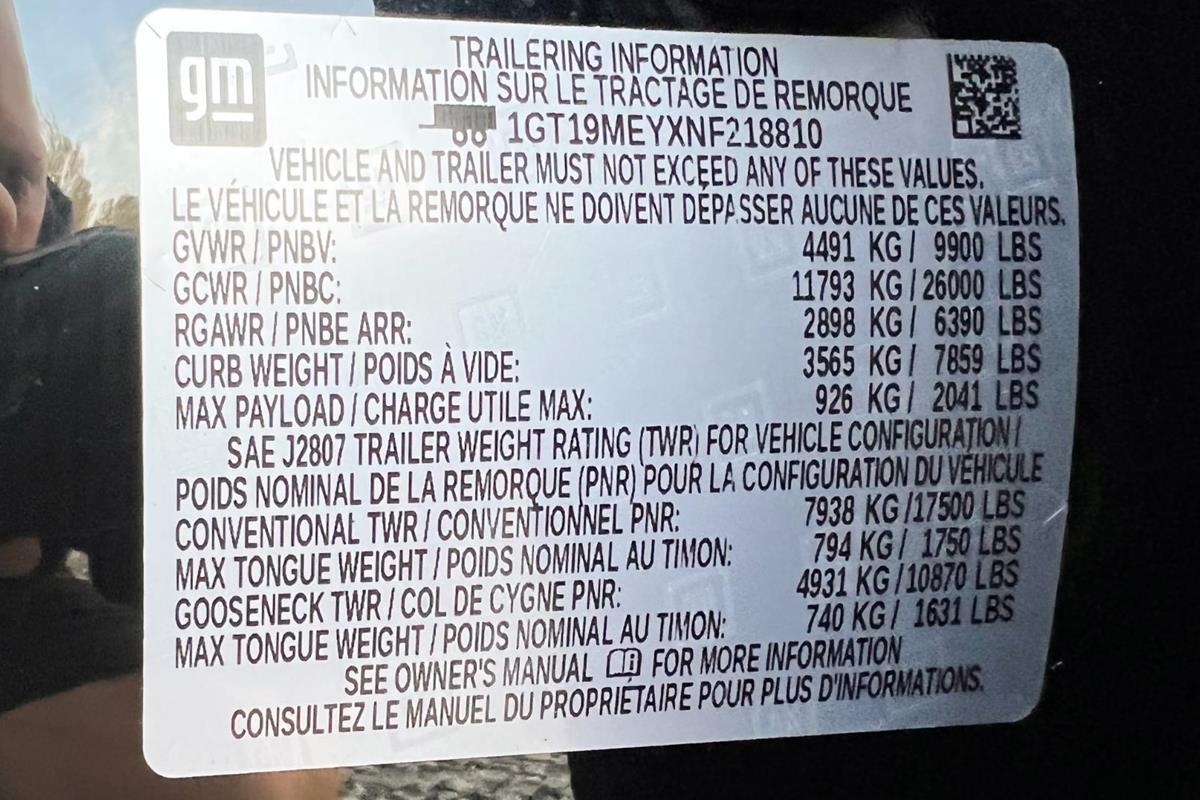 gm
TRAILERING INFORMATION
INFORMATION SUR LE TRACTAGE DE REMORQUE
1GT19MEYXNF218810
VEHICLE AND TRAILER MUST NOT EXCEED ANY OF THESE VALUES.
LE VÉHICULE ET LA REMORQUE NE DOIVENT DÉPASSER AUCUNE DE CES VALEURS.
GVWR / PNBV: 4491 KG / 9900 LBS
GCWR / PNBC: 11793 KG / 26000 LBS
RGAWR / PNBE ARR: 2898 KG / 6390 LBS
CURB WEIGHT / POIDS À VIDE: 3565 KG / 7859 LBS
MAX PAYLOAD / CHARGE UTILE MAX: 926 KG / 2041 LBS
SAE J2807 TRAILER WEIGHT RATING (TWR) FOR VEHICLE CONFIGURATION /
POIDS NOMINAL DE LA REMORQUE (PNR) POUR LA CONFIGURATION DU VÉHICULE
CONVENTIONAL TWR / CONVENTIONNEL PNR: 7938 KG / 17500 LBS
MAX TONGUE WEIGHT / POIDS NOMINAL AU TIMON: 794 KG / 1750 LBS
GOOSENECK TWR / COL DE CYGNE PNR: 4931 KG / 10870 LBS
MAX TONGUE WEIGHT / POIDS NOMINAL AU TIMON: 740 KG / 1631 LBS
SEE OWNER'S MANUAL FOR MORE INFORMATION
CONSULTEZ LE MANUEL DU PROPRIÉTAIRE POUR PLUS D'INFORMATIONS.